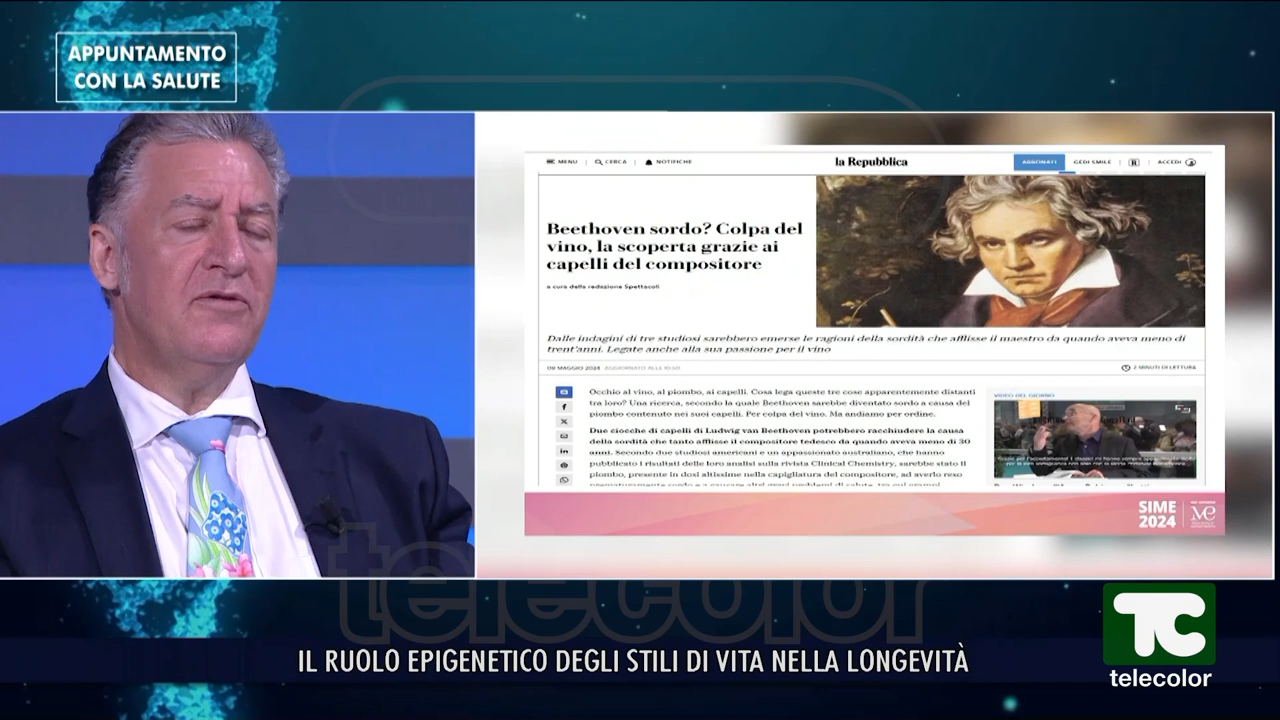 APPUNTAMENTO
CON LA SALUTE
MENU
CERCA
NOTIFICHE
la Repubblica
ABBONATI
GEDI SMILE
R
ACCEDI
Beethoven sordo? Colpa del
vino, la scoperta grazie ai
capelli del compositore
a cura della redazione Spettacoli
Dalle indagini di tre studiosi sarebbero emerse le ragioni della sordità che afflisse il maestro da quando aveva meno di
trent'anni. Legate anche alla sua passione per il vino
09 MAGGIO 2024 AGGIORNATO ALLE 10:50
2 MINUTI DI LETTURA
Occhio al vino, al piombo, ai capelli. Cosa lega queste tre cose apparentemente distanti
tra loro? Una ricerca, secondo la quale Beethoven sarebbe diventato sordo a causa del
piombo contenuto nei suoi capelli. Per colpa del vino. Ma andiamo per ordine.
Due ciocche di capelli di Ludwig van Beethoven potrebbero racchiudere la causa
della sordità che tanto afflisse il compositore tedesco da quando aveva meno di 30
anni. Secondo due studiosi americani e un appassionato australiano, che hanno
pubblicato i risultati delle loro analisi sulla rivista Clinical Chemistry, sarebbe stato il
piombo, presente in dosi altissime nella capigliatura del compositore, ad averlo reso
VIDEO DEL GIORNO
SIME
2024
telecolor
IL RUOLO EPIGENETICO DEGLI STILI DI VITA NELLA LONGEVITÀ
TC
telecolor